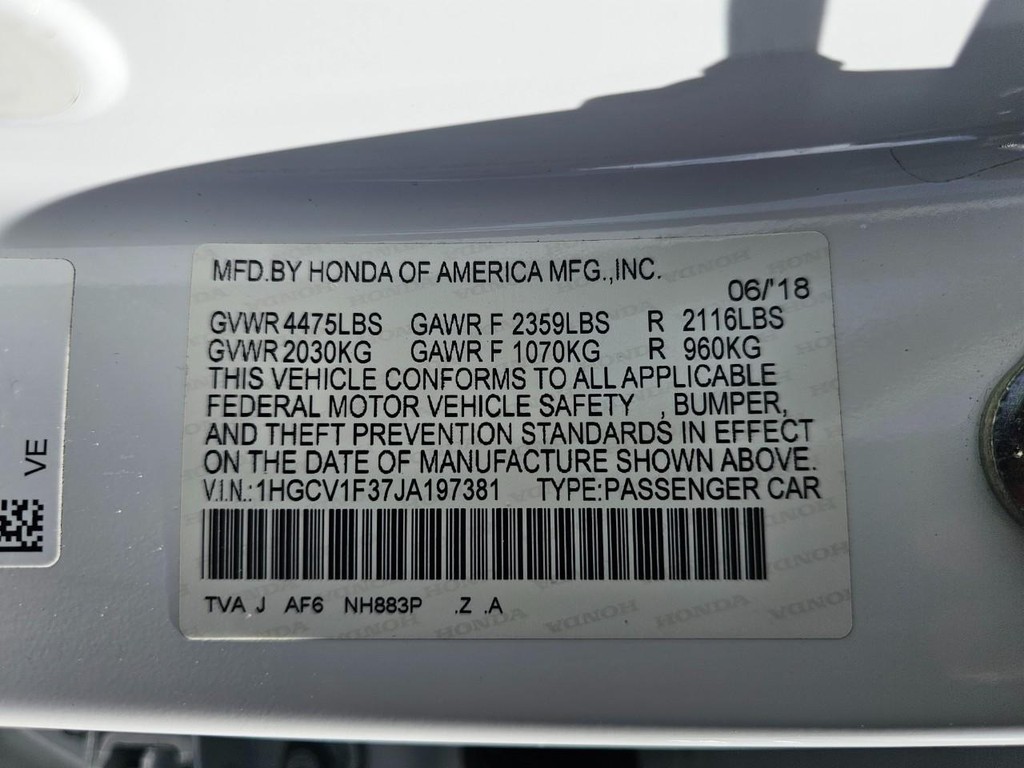 MFD.BY HONDA OF AMERICA MFG.,INC.
06/'18
GVWR 4475LBS GAWR F 2359LBS R 2116LBS
GVWR 2030KG GAWR F 1070KG R 960KG
THIS VEHICLE CONFORMS TO ALL APPLICABLE
FEDERAL MOTOR VEHICLE SAFETY , BUMPER,
AND THEFT PREVENTION STANDARDS IN EFFECT
ON THE DATE OF MANUFACTURE SHOWN ABOVE.
V.I.N.:1HGCV1F37JA197381 TYPE:PASSENGER CAR
TVA J AF6 NH883P .Z .A
VE